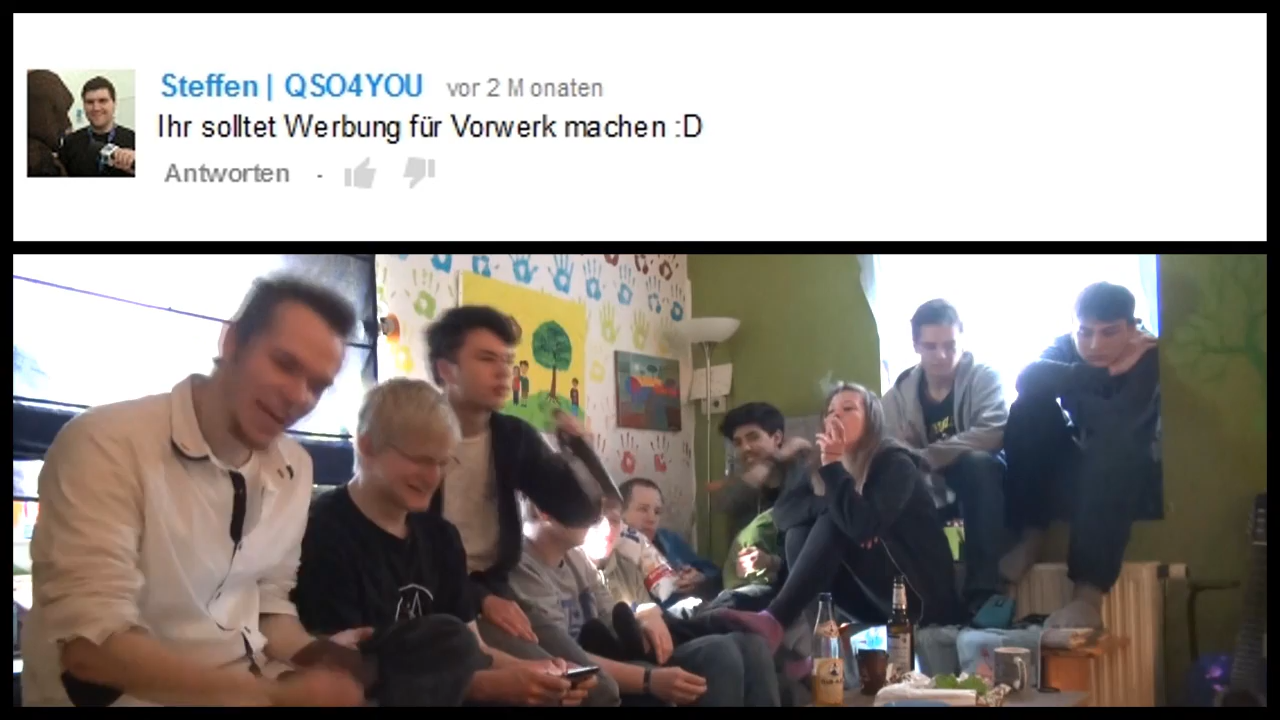 Steffen | QSO4YOU vor 2 Monaten
Ihr solltet Werbung für Vorwerk machen :D
Antworten ·